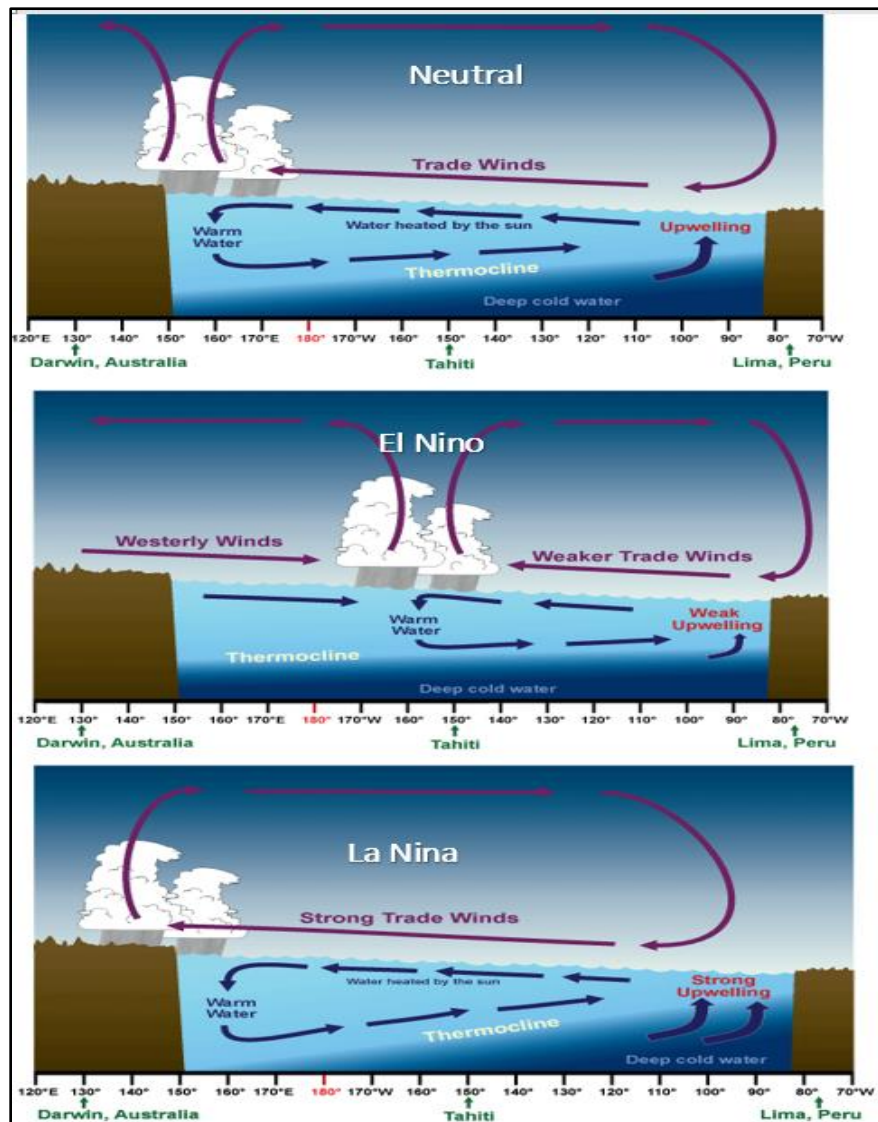 Neutral
Trade Winds
Warm
Water
Water heated by the sun
Upwelling
Thermocline
Deep cold water
120°E 130° 140° 150° 160° 170°E 180° 170°W 160° 150° 140° 130° 120° 110° 100° 90° 80° 70°W
Darwin, Australia Tahiti Lima, Peru
El Nino
Westerly Winds
Weaker Trade Winds
Warm
Water
Weak
Upwelling
Thermocline
Deep cold water
120°E 130° 140° 150° 160° 170°E 180° 170°W 160° 150° 140° 130° 120° 110° 100° 90° 80° 70°W
Darwin, Australia Tahiti Lima, Peru
La Nina
Strong Trade Winds
Warm
Water
Water heated by the sun
Strong
Upwelling
Thermocline
Deep cold water
120°E 130° 140° 150° 160° 170°E 180° 170°W 160° 150° 140° 130° 120° 110° 100° 90° 80° 70°W
Darwin, Australia Tahiti Lima, Peru